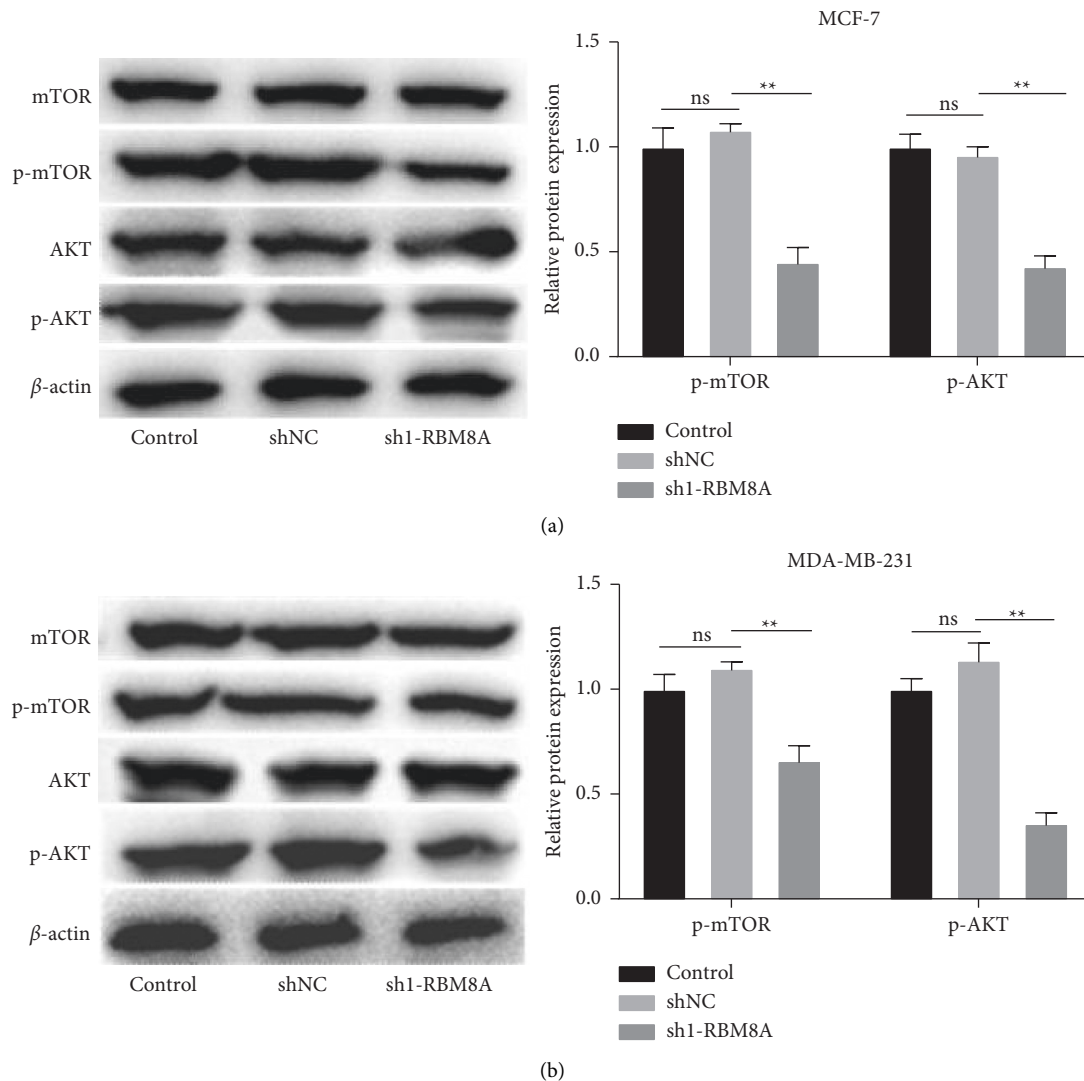 mTOR
p-mTOR
AKT
p-AKT
β-actin
Control shNC sh1-RBM8A
MCF-7
Relative protein expression
1.5
1.0
0.5
0.0
ns ** ns **
p-mTOR p-AKT
Control
shNC
sh1-RBM8A
(a)
mTOR
p-mTOR
AKT
p-AKT
β-actin
Control shNC sh1-RBM8A
MDA-MB-231
Relative protein expression
1.5
1.0
0.5
0.0
ns ** ns **
p-mTOR p-AKT
Control
shNC
sh1-RBM8A
(b)